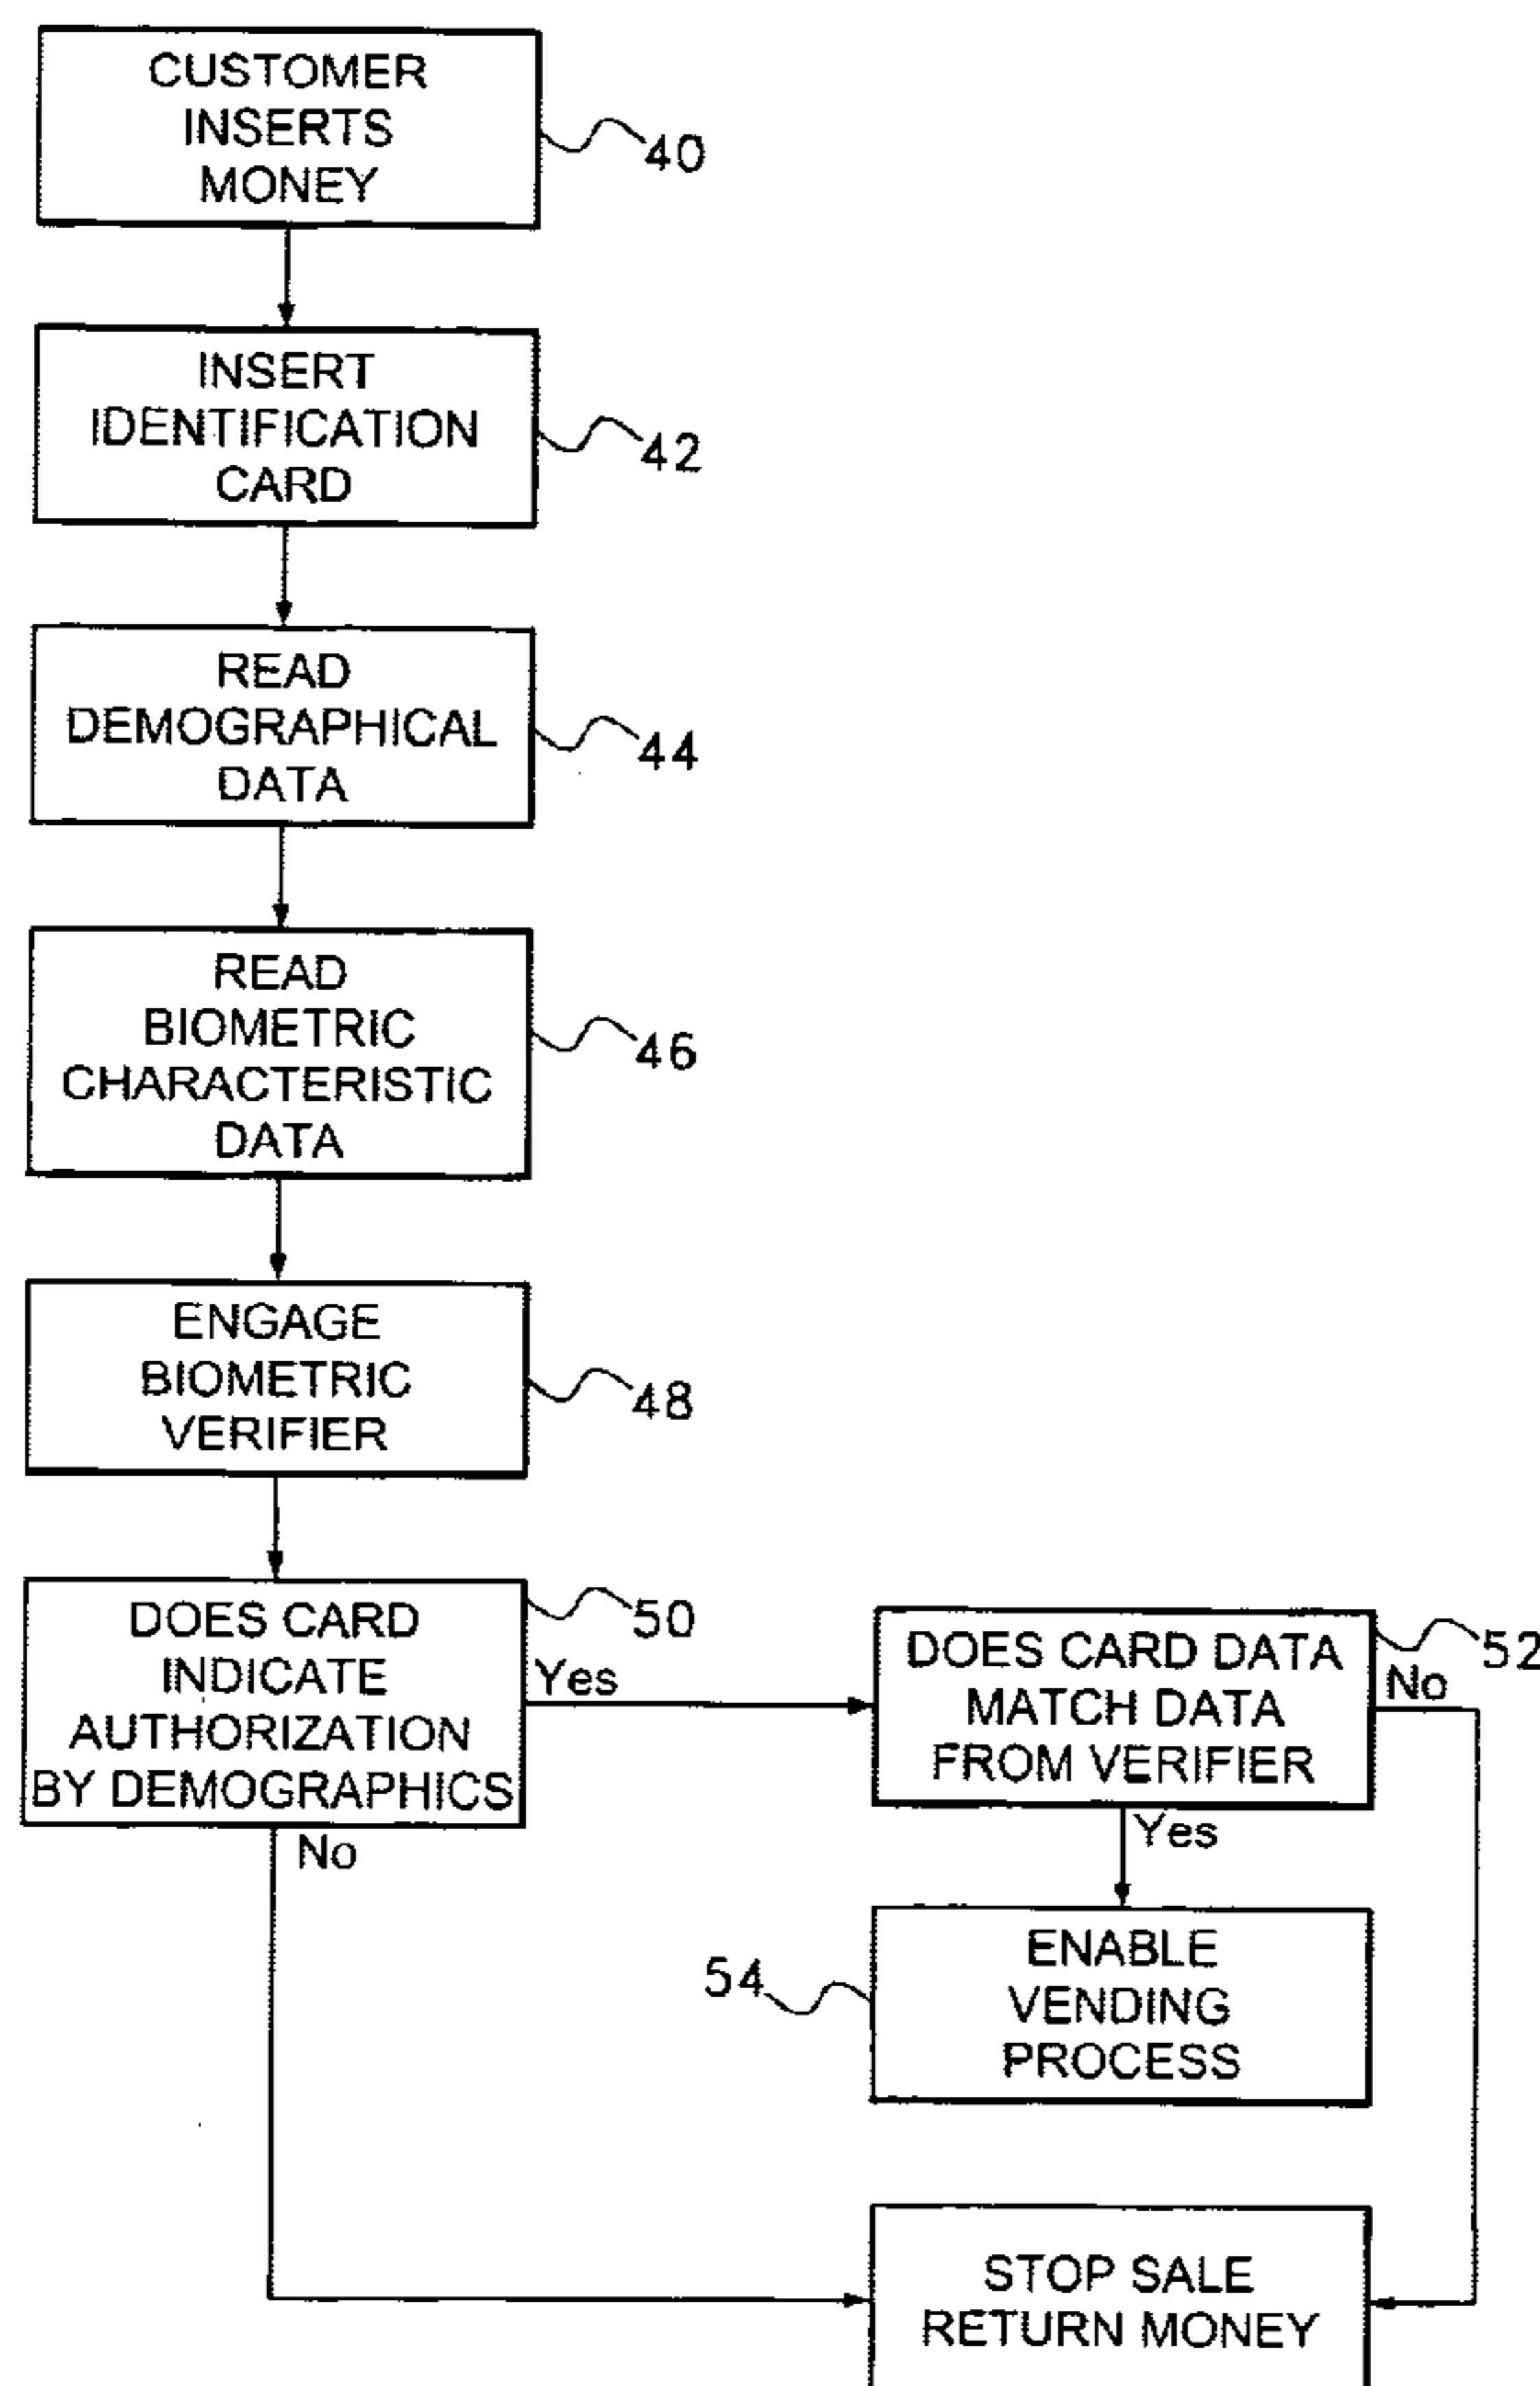 CUSTOMER
INSERTS
MONEY
40
INSERT
IDENTIFICATION
CARD
42
READ
DEMOGRAPHICAL
DATA
44
READ
BIOMETRIC
CHARACTERISTIC
DATA
46
ENGAGE
BIOMETRIC
VERIFIER
48
DOES CARD
INDICATE
AUTHORIZATION
BY DEMOGRAPHICS
50
Yes
No
DOES CARD DATA
MATCH DATA
FROM VERIFIER
52
No
Yes
54
ENABLE
VENDING
PROCESS
STOP SALE
RETURN MONEY